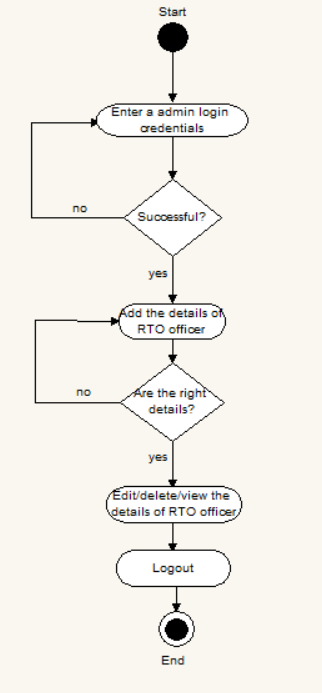 Start
Enter a admin login
credentials
no
Successful?
yes
Add the details of
RTO officer
no
Are the right
details?
yes
Edit/delete/view the
details of RTO officer
Logout
End